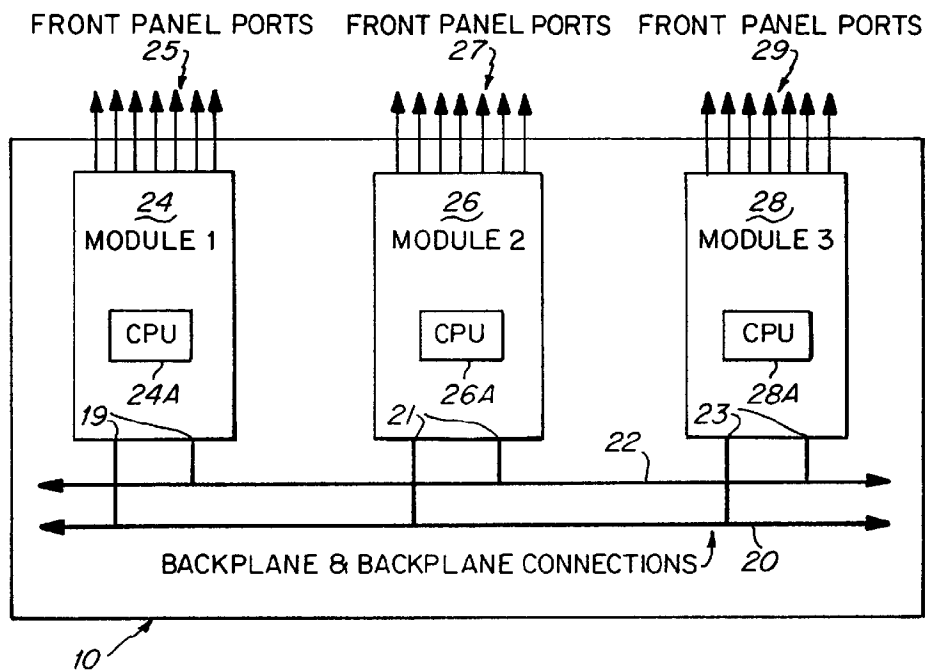 FRONT PANEL PORTS FRONT PANEL PORTS FRONT PANEL PORTS
25 27 29
24 26 28
MODULE 1 MODULE 2 MODULE 3
CPU CPU CPU
24A 26A 28A
19 21 23
22
BACKPLANE & BACKPLANE CONNECTIONS 20
10